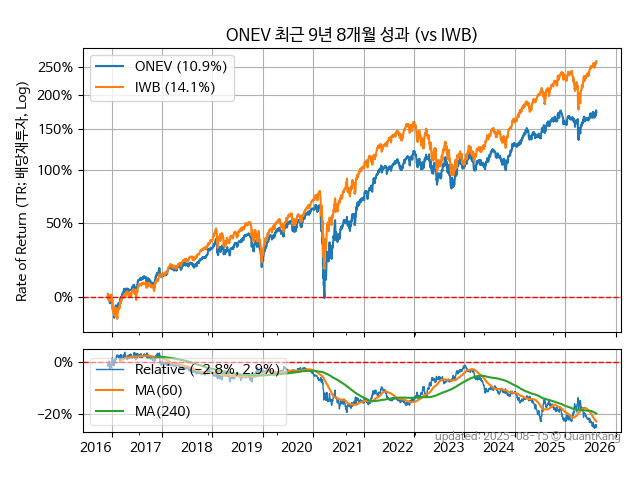 ONEV 최근 9년 8개월 성과 (vs IWB)
Rate of Return (TR: 배당재투자, Log)
250%
200%
150%
100%
50%
0%
ONEV (10.9%)
IWB (14.1%)
0%
−20%
Relative (−2.8%, 2.9%)
MA(60)
MA(240)
updated: 2025-08-15 © QuantKang
2016 2017 2018 2019 2020 2021 2022 2023 2024 2025 2026